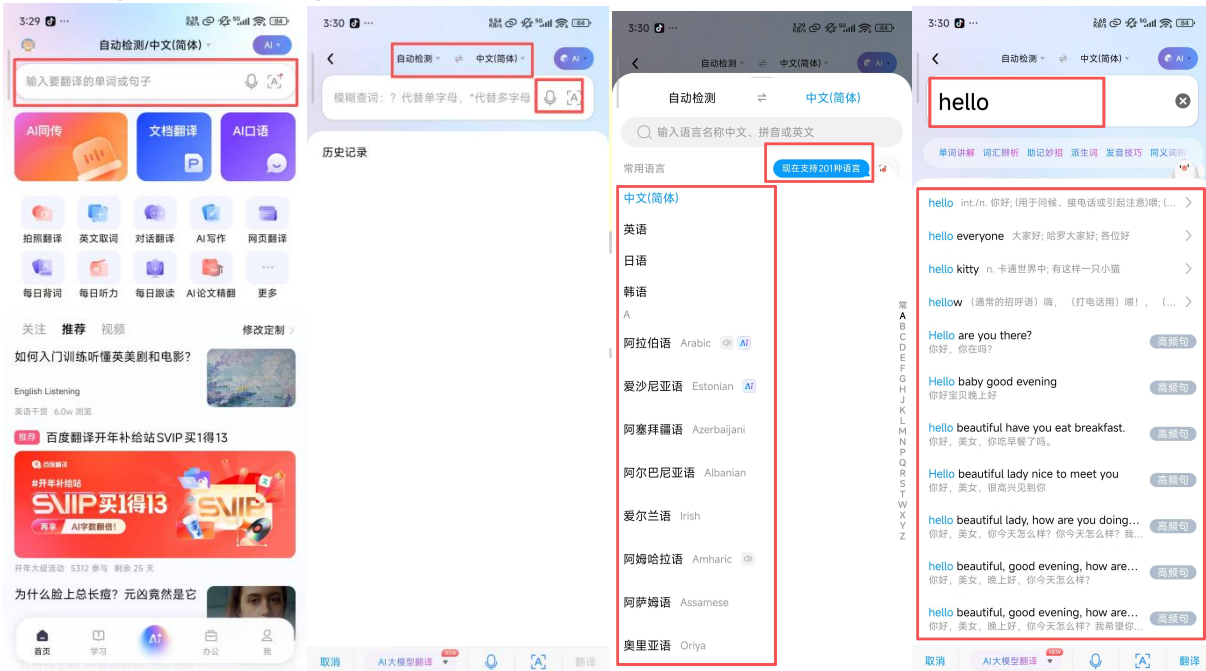 3:29
84
自动检测/中文(简体)
AI
输入要翻译的单词或句子
AI同传
文档翻译
AI口语
拍照翻译
英文取词
对话翻译
AI写作
网页翻译
每日背词
每日听力
每日跟读
AI论文精翻
更多
关注 推荐 视频
修改定制
如何入门训练听懂英美剧和电影？
English Listening
英语干货 6.0w 浏览
推荐 百度翻译开年补给站SVIP买1得13
百度翻译
#开年补给站
SVIP买1得13
再享 AI字数翻倍!
SVIP
开年大促活动 5312 参与 剩余 25 天
为什么脸上总长痘？元凶竟然是它
首页
学习
Ai
办公
我
3:30
84
自动检测
中文(简体)
AI
模糊查词：？代替单字母，*代替多字母
历史记录
取消
AI大模型翻译
NEW
翻译
3:30
84
自动检测
中文(简体)
AI
自动检测
中文(简体)
输入语言名称中文、拼音或英文
常用语言
现在支持201种语言
中文(简体)
英语
日语
韩语
A
阿拉伯语 Arabic Ai
爱沙尼亚语 Estonian Ai
阿塞拜疆语 Azerbaijani
阿尔巴尼亚语 Albanian
爱尔兰语 Irish
阿姆哈拉语 Amharic
阿萨姆语 Assamese
奥里亚语 Oriya
常
A
B
C
D
E
F
G
H
J
K
L
M
N
P
Q
R
S
T
W
X
Y
Z
3:30
84
自动检测
中文(简体)
AI
hello
单词讲解 词汇辨析 助记妙招 派生词 发音技巧 同义词
hello int./n. 你好; (用于问候、接电话或引起注意)喂; (...
hello everyone 大家好; 哈罗大家好; 各位好
hello kitty n. 卡通世界中; 有这样一只小猫
hellow （通常的招呼语）嗨，（打电话用）喂！，（...
Hello are you there?
你好，你在吗？
高频句
Hello baby good evening
你好宝贝晚上好
高频句
hello beautiful have you eat breakfast.
你好，美女，你吃早餐了吗。
高频句
Hello beautiful lady nice to meet you
你好，美女，很高兴见到你
高频句
hello beautiful lady, how are you doing...
你好，美女，你今天怎么样？你今天怎么样？我...
高频句
hello beautiful, good evening, how are...
你好，美女，晚上好，你今天怎么样？
高频句
hello beautiful, good evening, how are...
你好，美女，晚上好，你今天怎么样？我希望你...
高频句
取消
AI大模型翻译
NEW
翻译